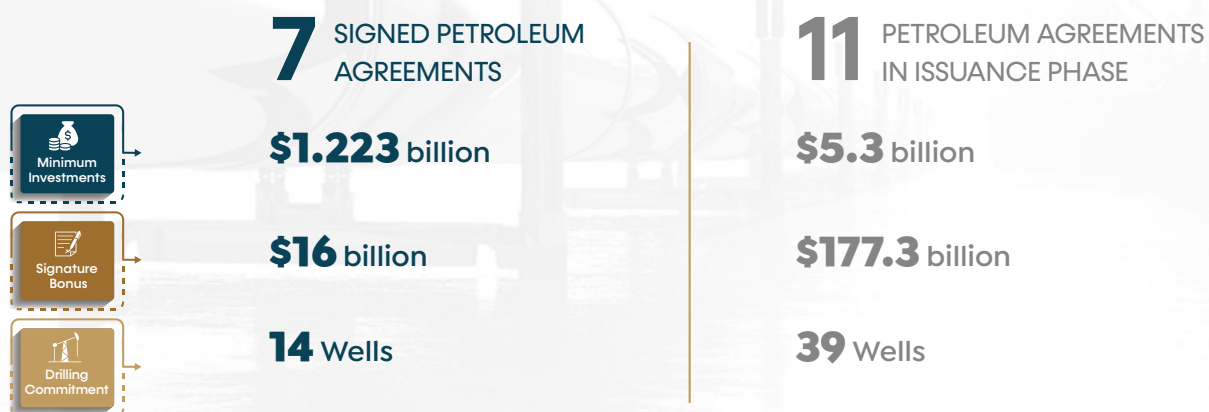 7 SIGNED PETROLEUM
AGREEMENTS
11 PETROLEUM AGREEMENTS
IN ISSUANCE PHASE
Minimum
Investments
$1.223 billion
$5.3 billion
Signature
Bonus
$16 billion
$177.3 billion
Drilling
Commitment
14 Wells
39 Wells